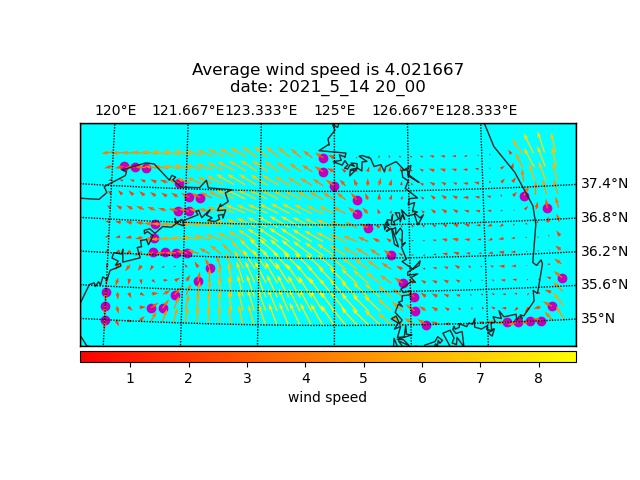 Average wind speed is 4.021667
date: 2021_5_14 20_00
120°E 121.667°E 123.333°E 125°E 126.667°E 128.333°E
37.4°N
36.8°N
36.2°N
35.6°N
35°N
1 2 3 4 5 6 7 8
wind speed